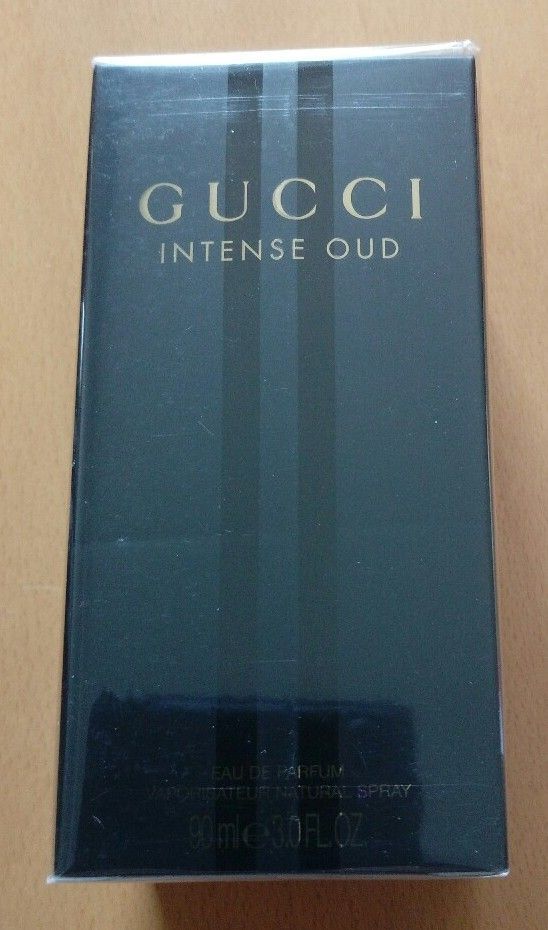 GUCCI
INTENSE OUD
EAU DE PARFUM
VAPORISATEUR NATURAL SPRAY
90 ml e 3.0 FL. OZ.